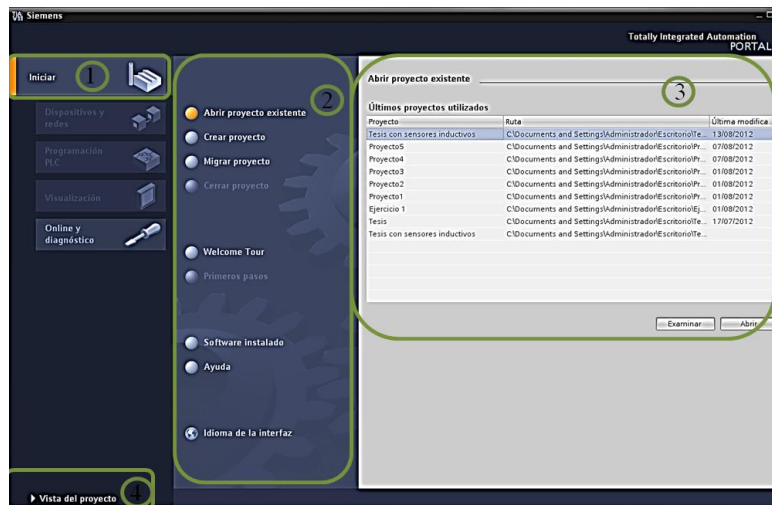 Siemens
Totally Integrated Automation
PORTAL
Iniciar
1
Dispositivos y
redes
Programación
PLC
Visualización
Online y
diagnóstico
2
Abrir proyecto existente
Crear proyecto
Migrar proyecto
Cerrar proyecto
Welcome Tour
Primeros pasos
Software instalado
Ayuda
Idioma de la interfaz
Abrir proyecto existente
3
Últimos proyectos utilizados
Proyecto Ruta Última modifica...
Tesis con sensores inductivos C:\Documents and Settings\Administrador\Escritorio\Te... 13/08/2012
Proyecto5 C:\Documents and Settings\Administrador\Escritorio\Pr... 07/08/2012
Proyecto4 C:\Documents and Settings\Administrador\Escritorio\Pr... 01/08/2012
Proyecto3 C:\Documents and Settings\Administrador\Escritorio\Pr... 01/08/2012
Proyecto2 C:\Documents and Settings\Administrador\Escritorio\Pr... 01/08/2012
Proyecto1 C:\Documents and Settings\Administrador\Escritorio\Pr... 01/08/2012
Ejercicio 1 C:\Documents and Settings\Administrador\Escritorio\Ej... 01/08/2012
Tesis C:\Documents and Settings\Administrador\Escritorio\Te... 17/07/2012
Tesis con sensores inductivos C:\Documents and Settings\Administrador\Escritorio\Te...
Examinar Abrir
Vista del proyecto 4